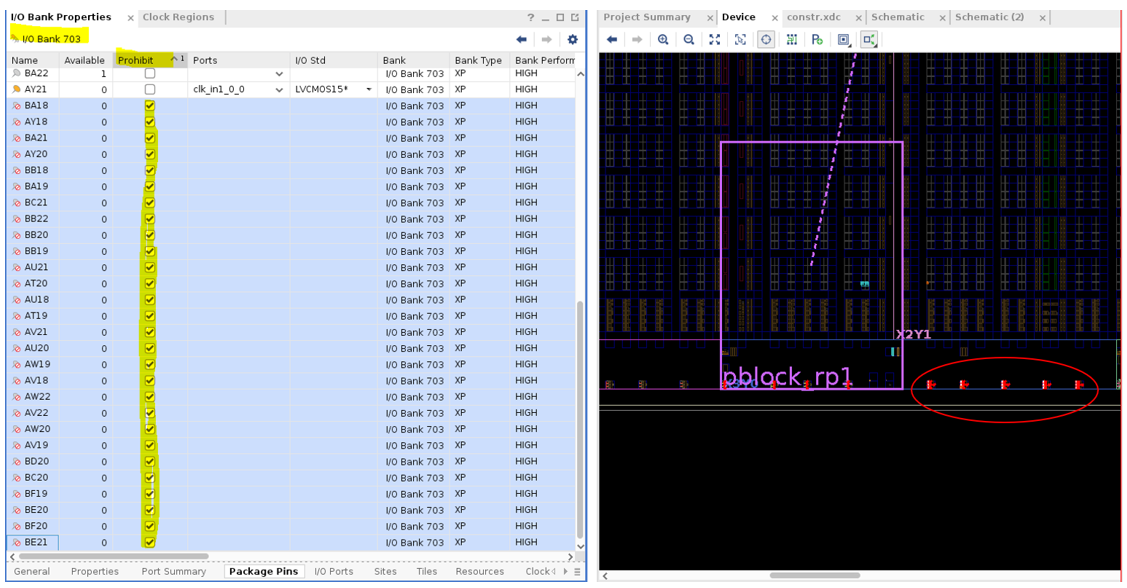 I/O Bank Properties × Clock Regions ? _
I/O Bank 703
Name Available Prohibit 1 Ports I/O Std Bank Bank Type Bank Perform
BA22 1 I/O Bank 703 XP HIGH
AY21 0 clk_in1_0_0 LVCMOS15* I/O Bank 703 XP HIGH
BA18 0 I/O Bank 703 XP HIGH
AY18 0 I/O Bank 703 XP HIGH
BA21 0 I/O Bank 703 XP HIGH
AY20 0 I/O Bank 703 XP HIGH
BB18 0 I/O Bank 703 XP HIGH
BA19 0 I/O Bank 703 XP HIGH
BC21 0 I/O Bank 703 XP HIGH
BB22 0 I/O Bank 703 XP HIGH
BB20 0 I/O Bank 703 XP HIGH
BB19 0 I/O Bank 703 XP HIGH
AU21 0 I/O Bank 703 XP HIGH
AT20 0 I/O Bank 703 XP HIGH
AU18 0 I/O Bank 703 XP HIGH
AT19 0 I/O Bank 703 XP HIGH
AV21 0 I/O Bank 703 XP HIGH
AU20 0 I/O Bank 703 XP HIGH
AW19 0 I/O Bank 703 XP HIGH
AV18 0 I/O Bank 703 XP HIGH
AW22 0 I/O Bank 703 XP HIGH
AV22 0 I/O Bank 703 XP HIGH
AW20 0 I/O Bank 703 XP HIGH
AV19 0 I/O Bank 703 XP HIGH
BD20 0 I/O Bank 703 XP HIGH
BC20 0 I/O Bank 703 XP HIGH
BF19 0 I/O Bank 703 XP HIGH
BE20 0 I/O Bank 703 XP HIGH
BF20 0 I/O Bank 703 XP HIGH
BE21 0 I/O Bank 703 XP HIGH
General Properties Port Summary Package Pins I/O Ports Sites Tiles Resources Clock
Project Summary × Device × constr.xdc × Schematic × Schematic (2) ×
X2Y1
pblock_rp1